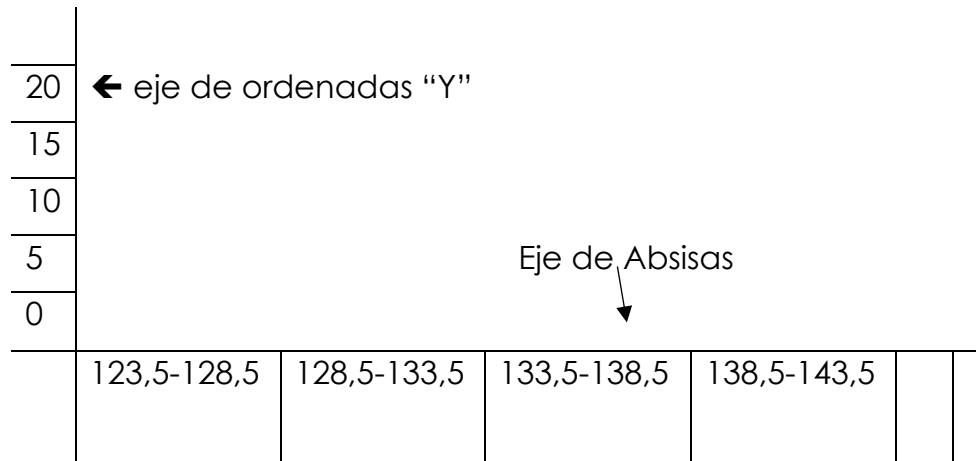 20 🡸 eje de ordenadas “Y”
15
10
5 Eje de Absisas
0
123,5-128,5 128,5-133,5 133,5-138,5 138,5-143,5